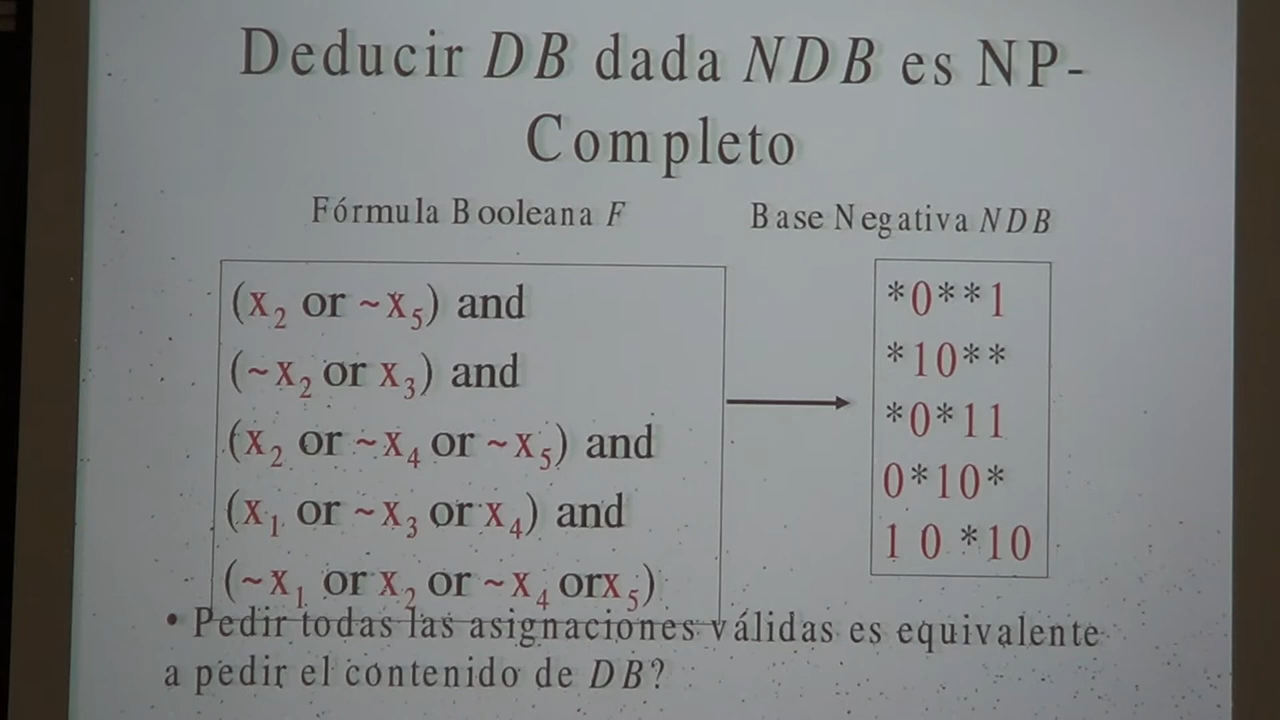 Deducir DB dada NDB es NP-
Completo
Fórmula Booleana F
Base Negativa NDB
(x₂ or ~x₅) and
(~x₂ or x₃) and
(x₂ or ~x₄ or ~x₅) and
(x₁ or ~x₃ or x₄) and
(~x₁ or x₂ or ~x₄ orx₅)
*0**1
*10**
*0*11
0*10*
1 0 *10
• Pedir todas las asignaciones válidas es equivalente
a pedir el contenido de DB?